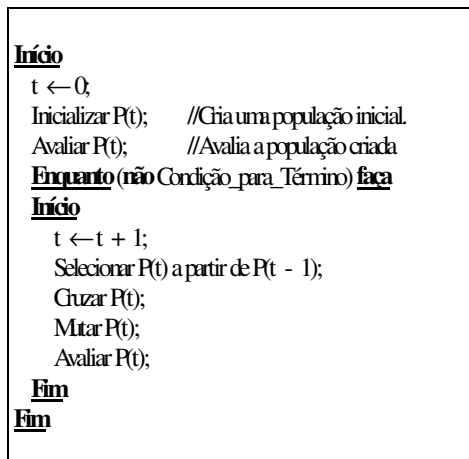 Início
t ← 0;
Inicializar P(t); //Cria uma população inicial.
Avaliar P(t); //Avalia a população criada
Enquanto (não Condição_para_Término) faça
Início
t ← t + 1;
Selecionar P(t) a partir de P(t - 1);
Cruzar P(t);
Mutar P(t);
Avaliar P(t);
Fim
Fim